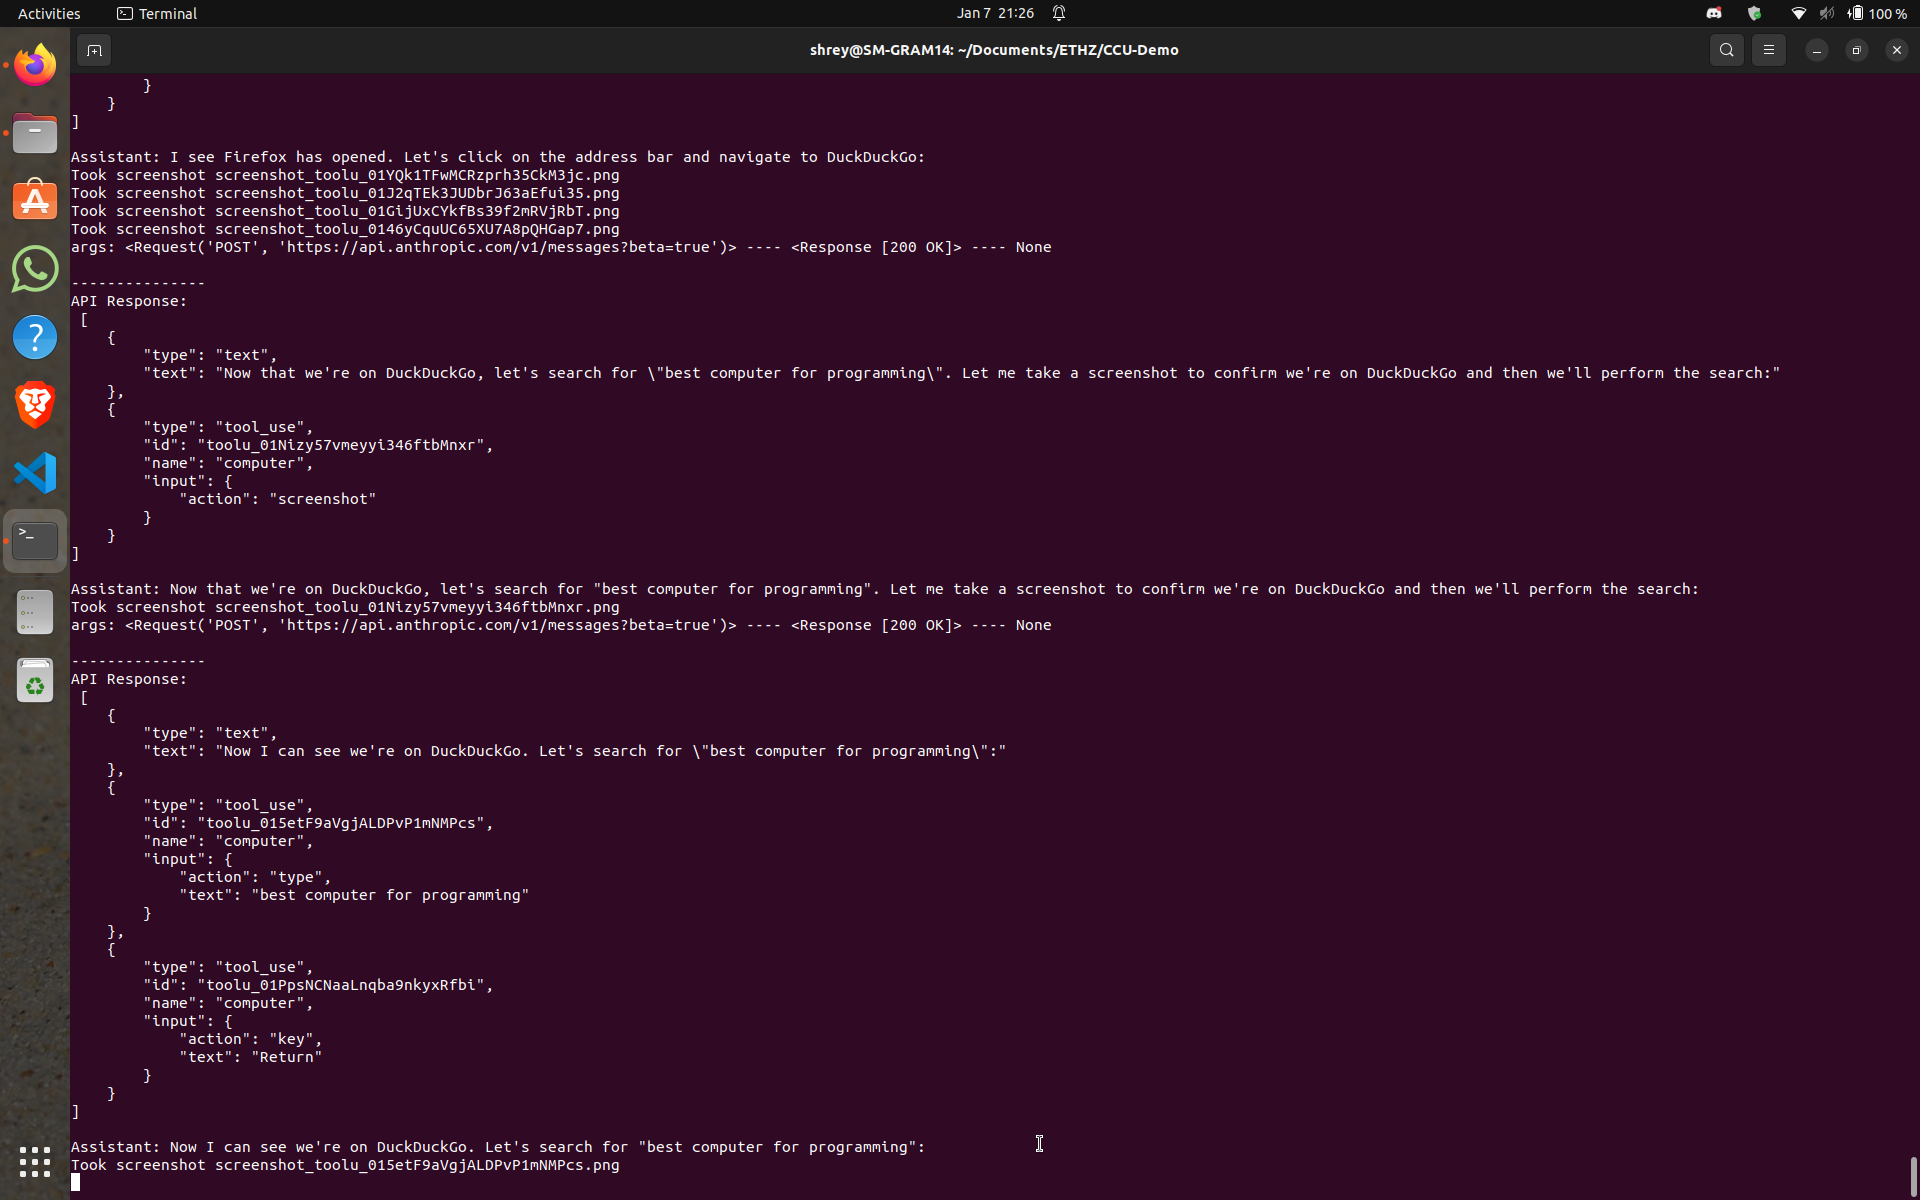 Activities
Terminal
Jan 7 21:26
100 %
shrey@SM-GRAM14: ~/Documents/ETHZ/CCU-Demo
        }
    }
]
Assistant: I see Firefox has opened. Let's click on the address bar and navigate to DuckDuckGo:
Took screenshot screenshot_toolu_01YQk1TFwMCRzprh35CkM3jc.png
Took screenshot screenshot_toolu_01J2qTEk3JUDbrJ63aEfui35.png
Took screenshot screenshot_toolu_01GijUxCYkfBs39f2mRVjRbT.png
Took screenshot screenshot_toolu_0146yCquUC65XU7A8pQHGap7.png
args: <Request('POST', 'https://api.anthropic.com/v1/messages?beta=true')> ---- <Response [200 OK]> ---- None
---------------
API Response:
 [
    {
        "type": "text",
        "text": "Now that we're on DuckDuckGo, let's search for \"best computer for programming\". Let me take a screenshot to confirm we're on DuckDuckGo and then we'll perform the search:"
    },
    {
        "type": "tool_use",
        "id": "toolu_01Nizy57vmeyyi346ftbMnxr",
        "name": "computer",
        "input": {
            "action": "screenshot"
        }
    }
]
Assistant: Now that we're on DuckDuckGo, let's search for "best computer for programming". Let me take a screenshot to confirm we're on DuckDuckGo and then we'll perform the search:
Took screenshot screenshot_toolu_01Nizy57vmeyyi346ftbMnxr.png
args: <Request('POST', 'https://api.anthropic.com/v1/messages?beta=true')> ---- <Response [200 OK]> ---- None
---------------
API Response:
 [
    {
        "type": "text",
        "text": "Now I can see we're on DuckDuckGo. Let's search for \"best computer for programming\":"
    },
    {
        "type": "tool_use",
        "id": "toolu_015etF9aVgjALDPvP1mNMPcs",
        "name": "computer",
        "input": {
            "action": "type",
            "text": "best computer for programming"
        }
    },
    {
        "type": "tool_use",
        "id": "toolu_01PpsNCNaaLnqba9nkyxRfbi",
        "name": "computer",
        "input": {
            "action": "key",
            "text": "Return"
        }
    }
]
Assistant: Now I can see we're on DuckDuckGo. Let's search for "best computer for programming":
Took screenshot screenshot_toolu_015etF9aVgjALDPvP1mNMPcs.png